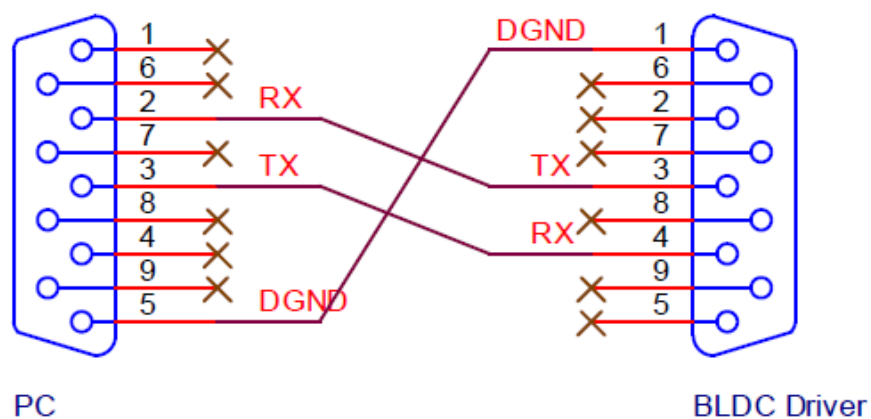 DGND
1 1
6 6
RX
2 2
7 7
TX TX
3 3
8 8
RX
4 4
9 9
DGND
5 5
PC BLDC Driver